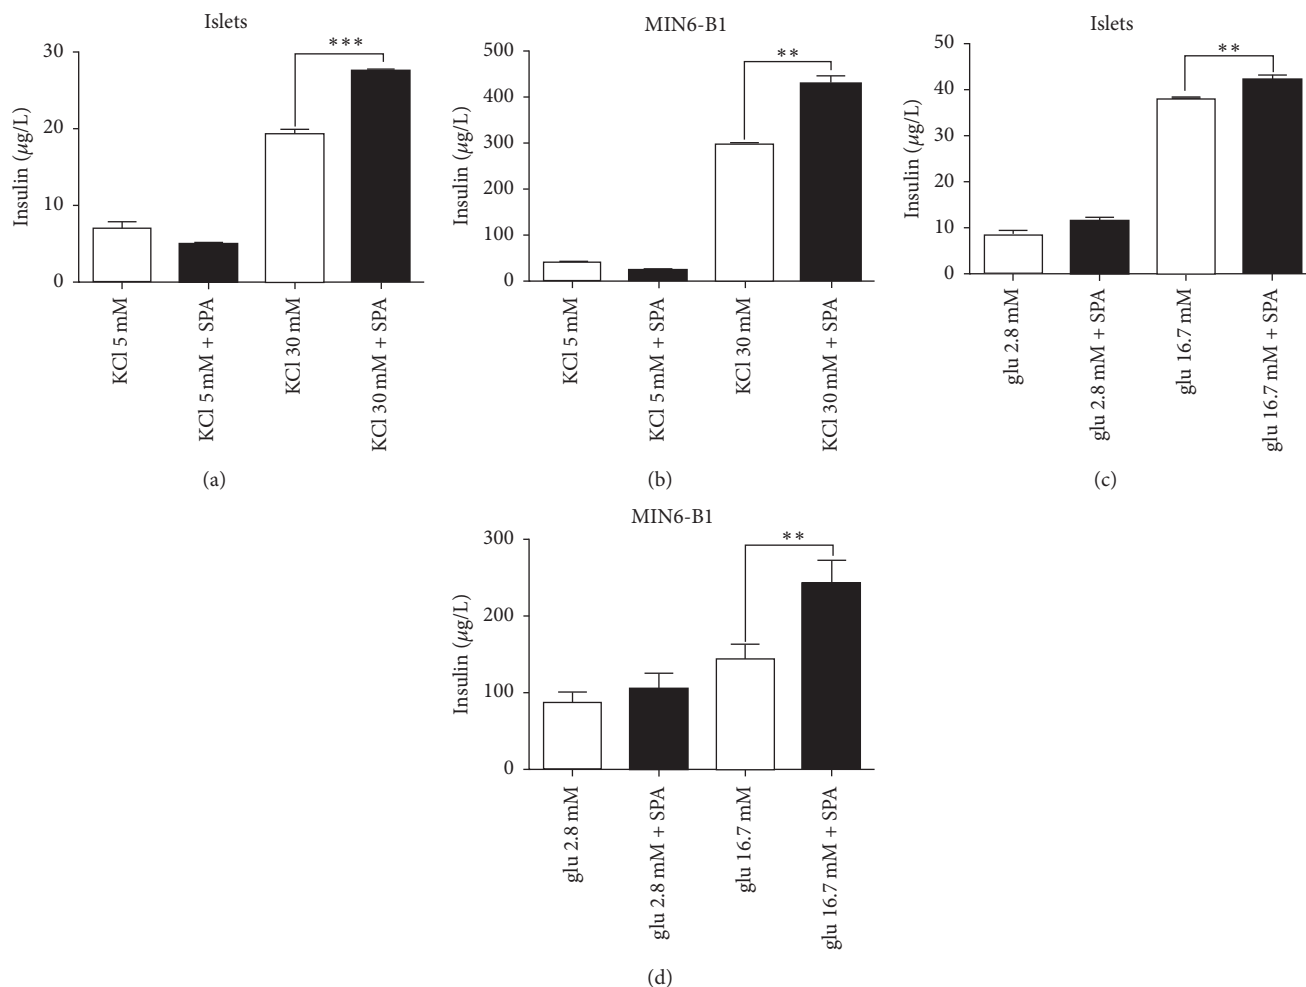 Islets
***
30
20
10
0
Insulin (μg/L)
KCl 5 mM
KCl 5 mM + SPA
KCl 30 mM
KCl 30 mM + SPA
(a)
MIN6-B1
**
500
400
300
200
100
0
Insulin (μg/L)
KCl 5 mM
KCl 5 mM + SPA
KCl 30 mM
KCl 30 mM + SPA
(b)
Islets
**
50
40
30
20
10
0
Insulin (μg/L)
glu 2.8 mM
glu 2.8 mM + SPA
glu 16.7 mM
glu 16.7 mM + SPA
(c)
MIN6-B1
**
300
200
100
0
Insulin (μg/L)
glu 2.8 mM
glu 2.8 mM + SPA
glu 16.7 mM
glu 16.7 mM + SPA
(d)